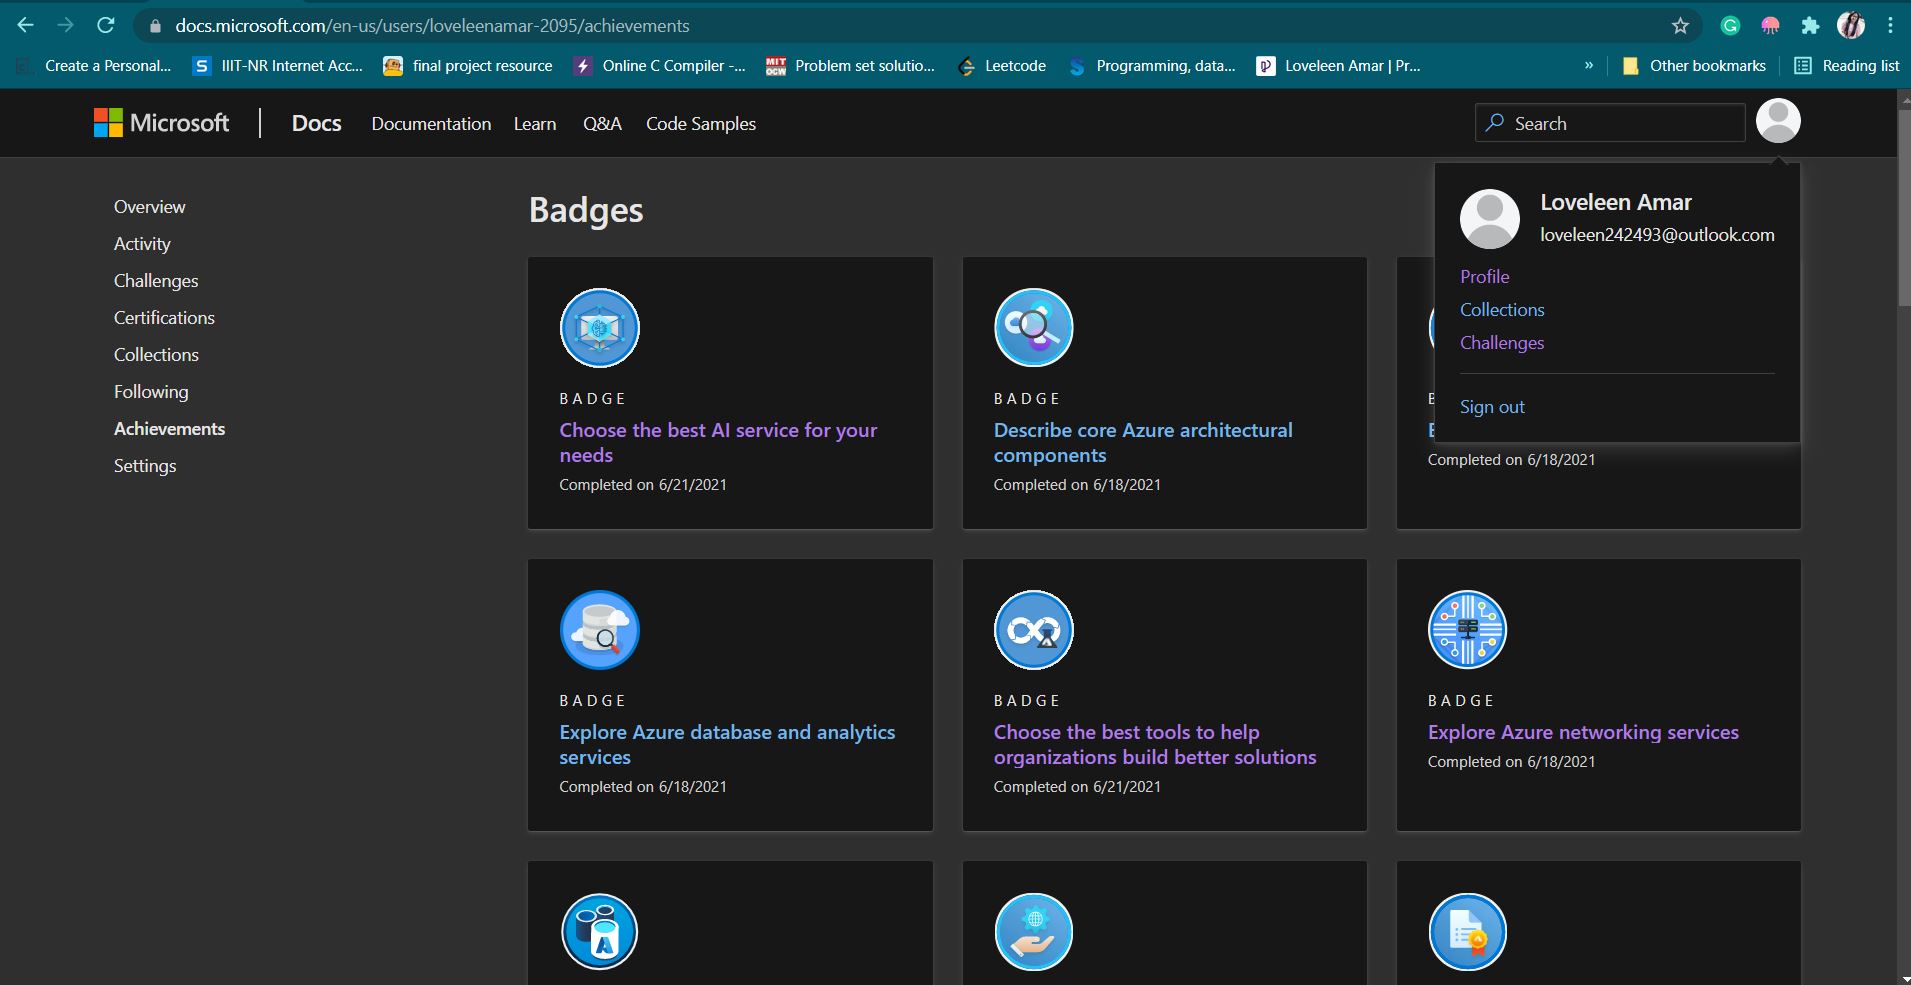 docs.microsoft.com/en-us/users/loveleenamar-2095/achievements
Create a Personal... IIIT-NR Internet Acc... final project resource Online C Compiler -... MIT OCW Problem set solutio... Leetcode Programming, data... Loveleen Amar | Pr... » Other bookmarks Reading list
Microsoft Docs Documentation Learn Q&A Code Samples Search
Loveleen Amar
loveleen242493@outlook.com
Profile
Collections
Challenges
Sign out
Overview
Activity
Challenges
Certifications
Collections
Following
Achievements
Settings
Badges
BADGE
Choose the best AI service for your
needs
Completed on 6/21/2021
BADGE
Describe core Azure architectural
components
Completed on 6/18/2021
Completed on 6/18/2021
BADGE
Explore Azure database and analytics
services
Completed on 6/18/2021
BADGE
Choose the best tools to help
organizations build better solutions
Completed on 6/21/2021
BADGE
Explore Azure networking services
Completed on 6/18/2021